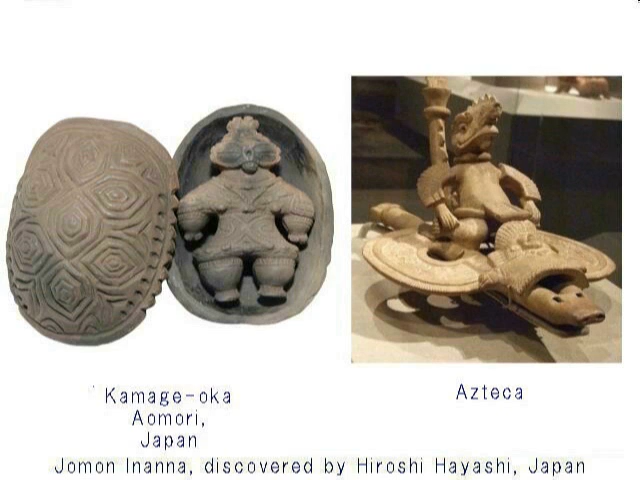 Kamage-oka
Aomori,
Japan
Azteca
Jomon Inanna, discovered by Hiroshi Hayashi, Japan